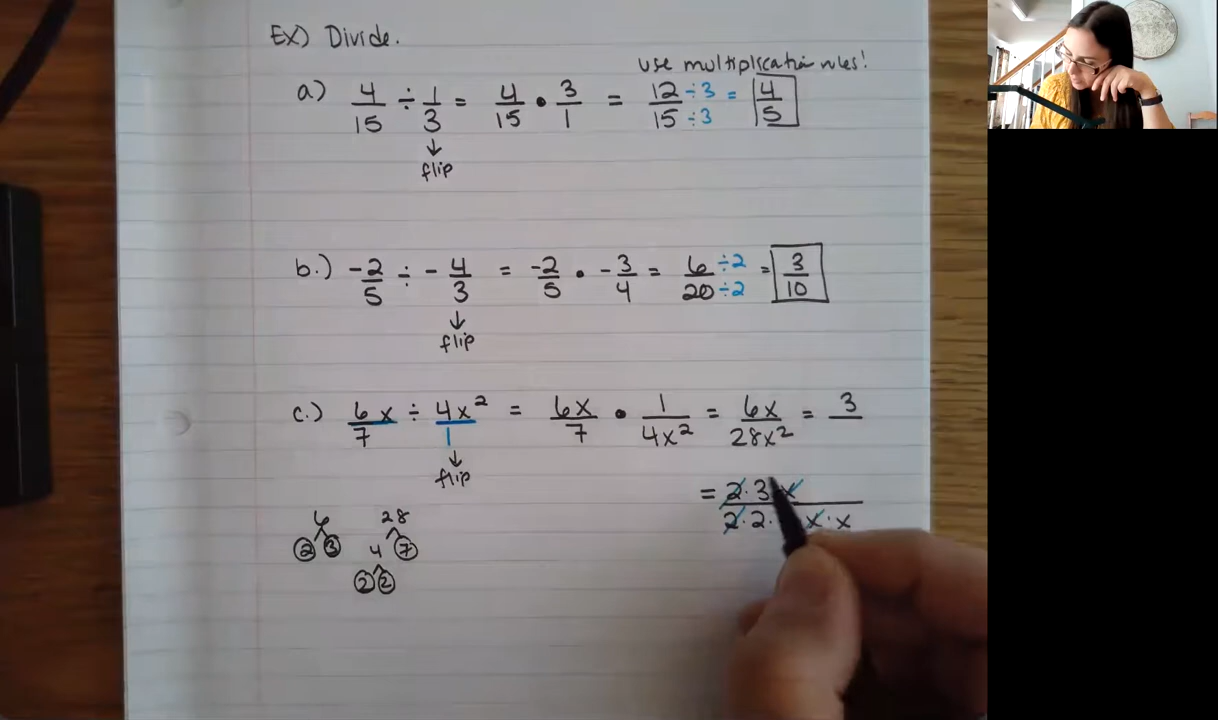 Ex) Divide.
use multiplication rules!
a) 4/15 ÷ 1/3 = 4/15 • 3/1 = 12/15 ÷3/÷3 = 4/5
↓
flip
b.) -2/5 ÷ - 4/3 = -2/5 • - 3/4 = 6/20 ÷2/÷2 = 3/10
↓
flip
c.) 6x/7 ÷ 4x²/1 = 6x/7 • 1/4x² = 6x/28x² = 3/
↓
flip
= 2·3 x/2·2· x·x
6 28
2 3 4 7
2 2